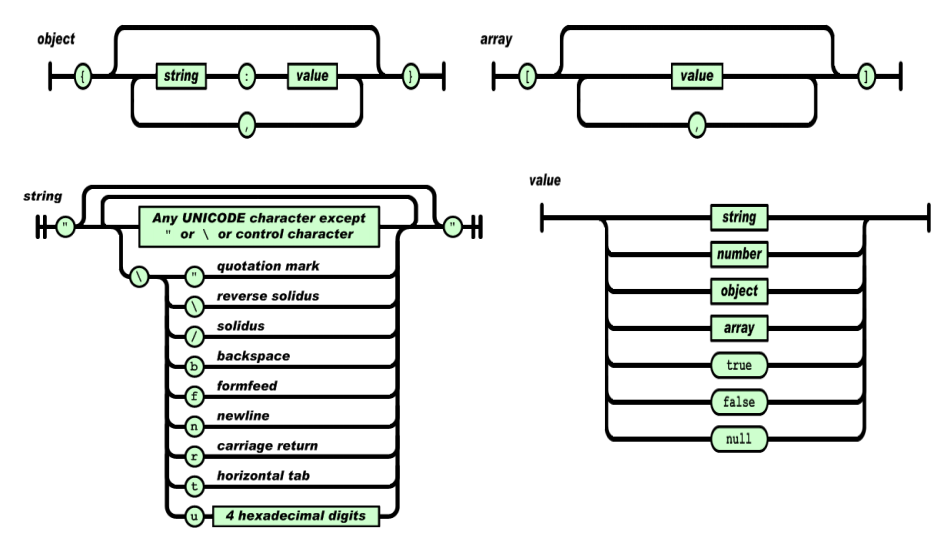 object
{ string : value }
,
array
[ value ]
,
string
" Any UNICODE character except "
" or \ or control character
\ " quotation mark
\ reverse solidus
/ solidus
b backspace
f formfeed
n newline
r carriage return
t horizontal tab
u 4 hexadecimal digits
value
string
number
object
array
true
false
null